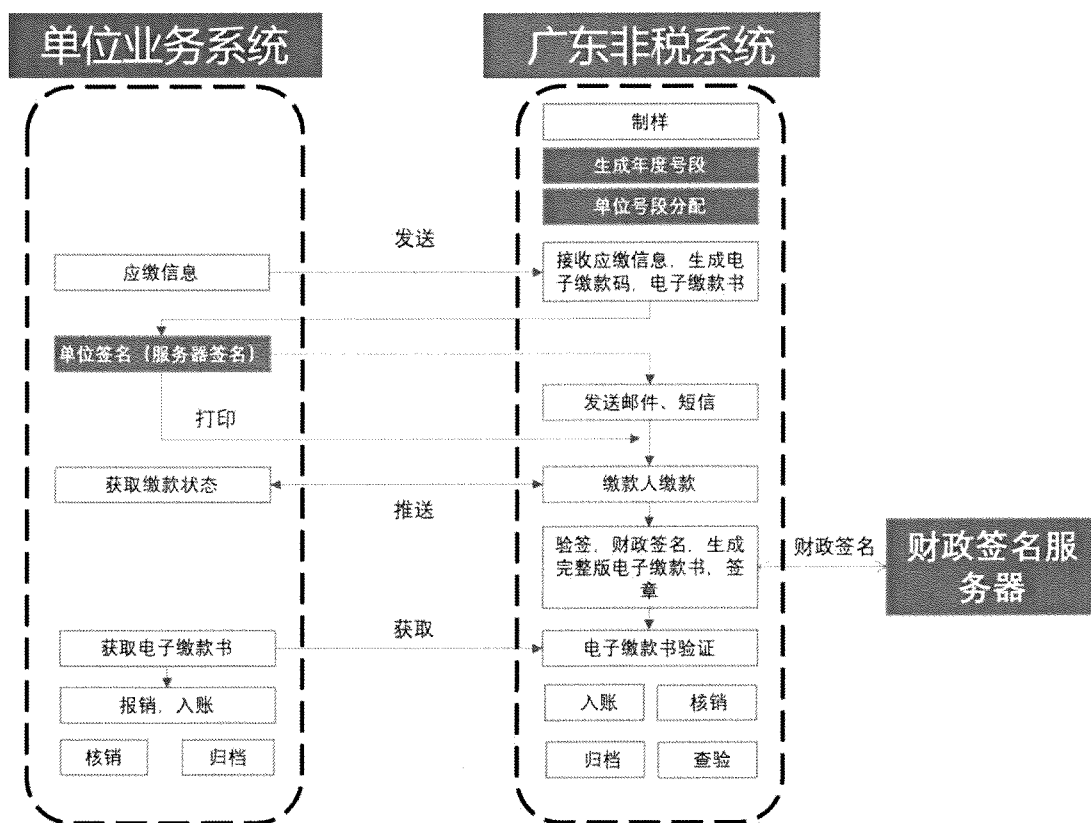 单位业务系统
广东非税系统
制样
生成年度号段
单位号段分配
发送
应缴信息
接收应缴信息，生成电
子缴款码，电子缴款书
单位签名（服务器签名）
发送邮件、短信
打印
获取缴款状态
缴款人缴款
推送
验签，财政签名，生成
完整版电子缴款书，签
章
财政签名
财政签名服
务器
获取
获取电子缴款书
电子缴款书验证
报销，入账
入账
核销
核销
归档
归档
查验